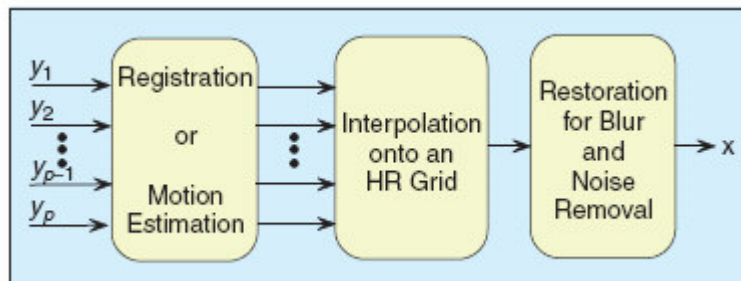 y1
y2
yp–1
yp
Registration
or
Motion
Estimation
Interpolation
onto an
HR Grid
Restoration
for Blur
and
Noise
Removal
x